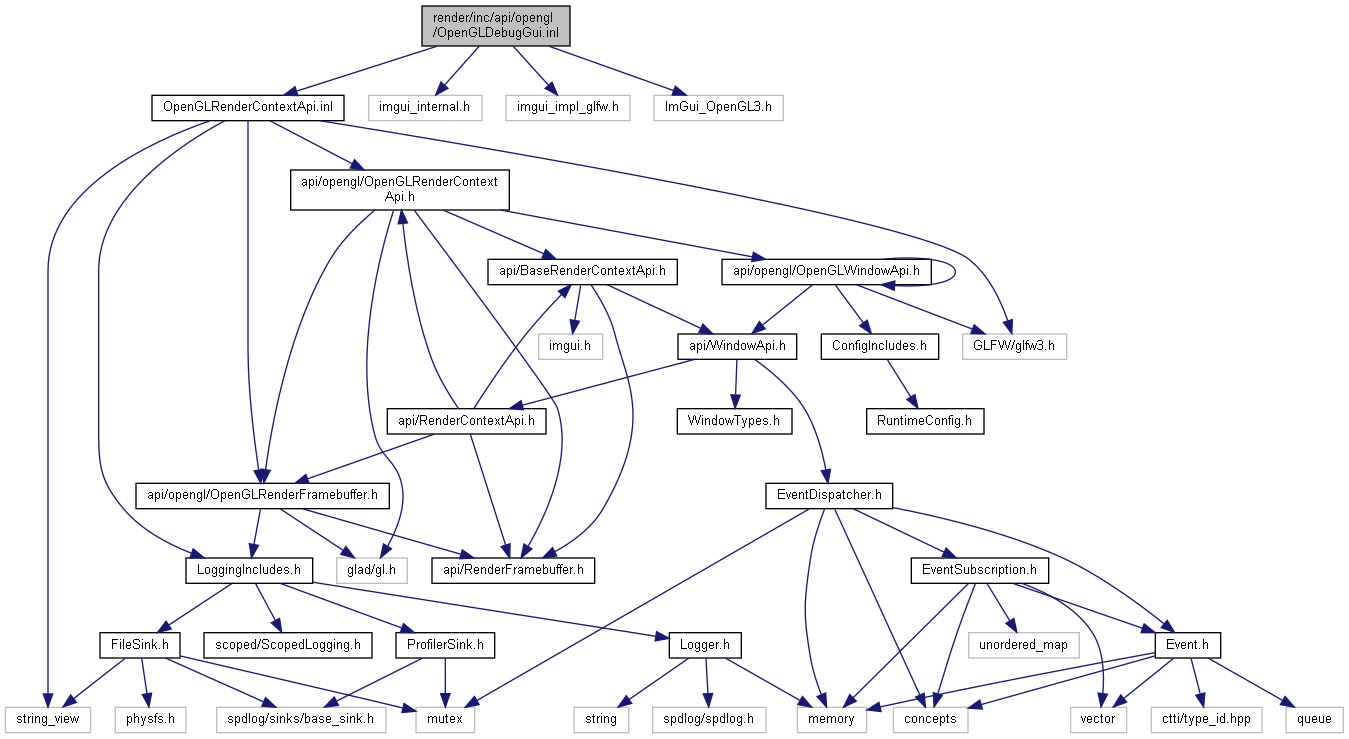 render/inc/api/opengl
/OpenGLDebugGui.inl
OpenGLRenderContextApi.inl
imgui_internal.h
imgui_impl_glfw.h
ImGui_OpenGL3.h
api/opengl/OpenGLRenderContext
Api.h
api/BaseRenderContextApi.h
api/opengl/OpenGLWindowApi.h
imgui.h
api/WindowApi.h
ConfigIncludes.h
GLFW/glfw3.h
api/RenderContextApi.h
WindowTypes.h
RuntimeConfig.h
api/opengl/OpenGLRenderFramebuffer.h
EventDispatcher.h
LoggingIncludes.h
glad/gl.h
api/RenderFramebuffer.h
EventSubscription.h
FileSink.h
scoped/ScopedLogging.h
ProfilerSink.h
Logger.h
unordered_map
Event.h
string_view
physfs.h
spdlog/sinks/base_sink.h
mutex
string
spdlog/spdlog.h
memory
concepts
vector
ctti/type_id.hpp
queue